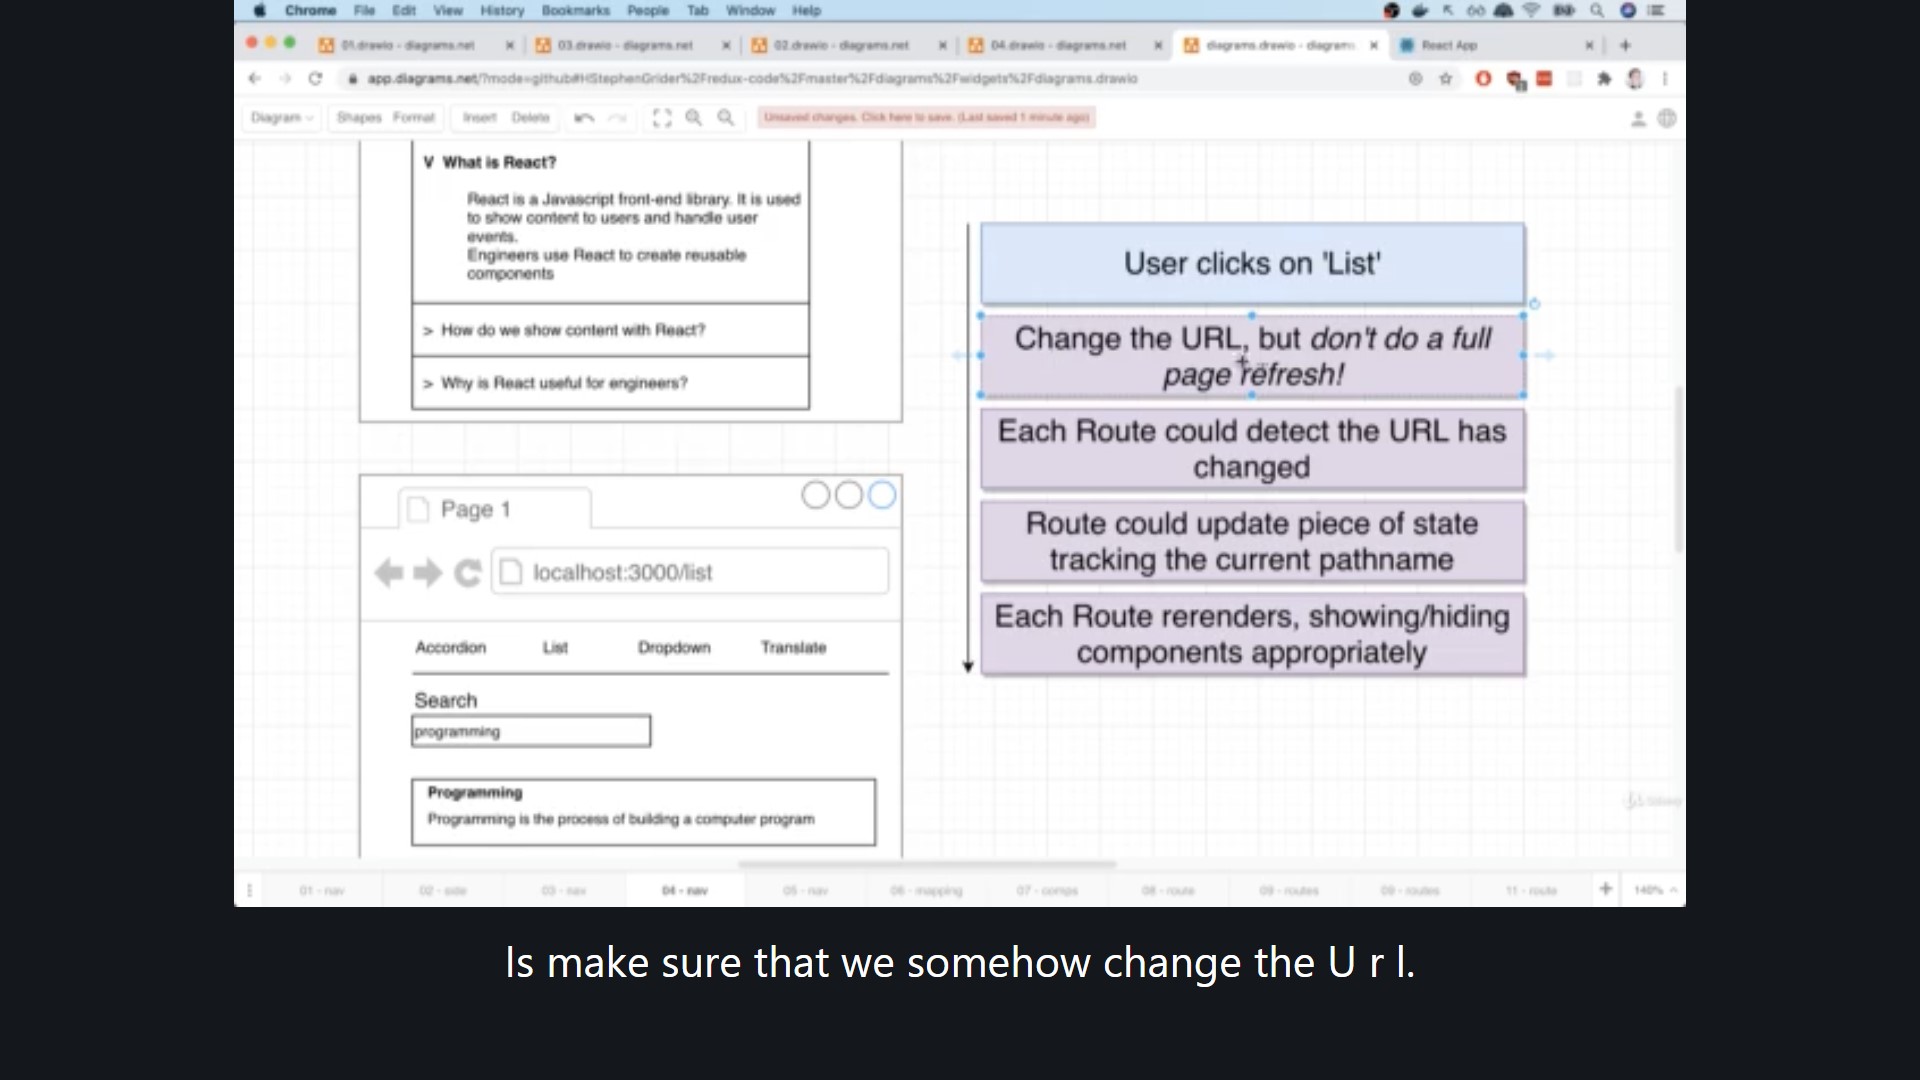 Chrome File Edit View History Bookmarks People Tab Window Help
01.drawio - diagrams.net 03.drawio - diagrams.net 02.drawio - diagrams.net 04.drawio - diagrams.net diagrams.drawio - diagrams. React App
app.diagrams.net/?mode=github#HStephenGrider%2Fredux-code%2Fmaster%2Fdiagrams%2Fwidgets%2Fdiagrams.drawio
Diagram Shapes Format Insert Delete Unsaved changes. Click here to save. (Last saved 1 minute ago)
V What is React?
React is a Javascript front-end library. It is used
to show content to users and handle user
events.
Engineers use React to create reusable
components
> How do we show content with React?
> Why is React useful for engineers?
Page 1
localhost:3000/list
Accordion List Dropdown Translate
Search
programming
Programming
Programming is the process of building a computer program
User clicks on 'List'
Change the URL, but don't do a full
page refresh!
Each Route could detect the URL has
changed
Route could update piece of state
tracking the current pathname
Each Route rerenders, showing/hiding
components appropriately
01 - nav 02 - side 03 - nav 04 - nav 05 - nav 06 - mapping 07 - comps 08 - route 09 - routes 09 - routes 11 - route 140%
Is make sure that we somehow change the U r l.